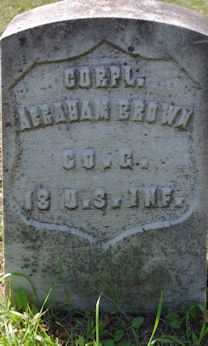 CORPL.
ABRAHAM BROWN
CO. G.
18 U.S. INF.